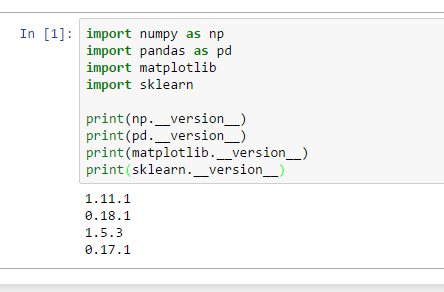 In [1]: import numpy as np
import pandas as pd
import matplotlib
import sklearn
print(np.__version__)
print(pd.__version__)
print(matplotlib.__version__)
print(sklearn.__version__)
1.11.1
0.18.1
1.5.3
0.17.1